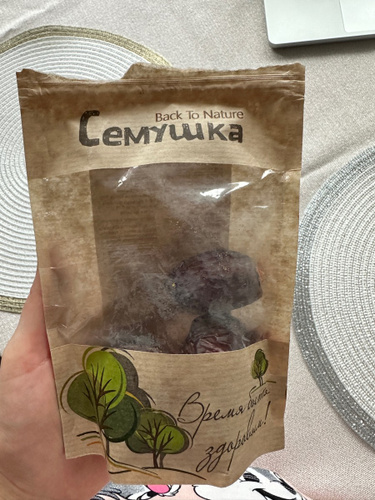 Back To Nature
Семушка
Время быть
здоровым!